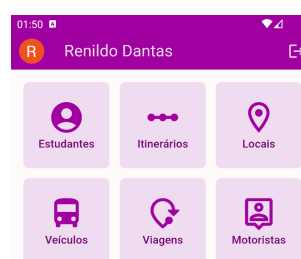 01:50 A
R Renildo Dantas
Estudantes Itinerários Locais
Veículos Viagens Motoristas